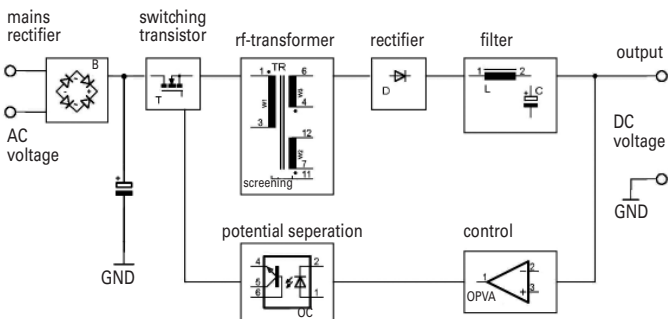 mains
rectifier
switching
transistor
rf-transformer
rectifier
filter
output
B
T
TR
1
6
W1
W3
4
3
12
W2
7
11
screening
D
1
2
L
+
C
AC
voltage
DC
voltage
+
GND
GND
potential seperation
control
4
2
5
6
1
OC
1
2
3
OPVA